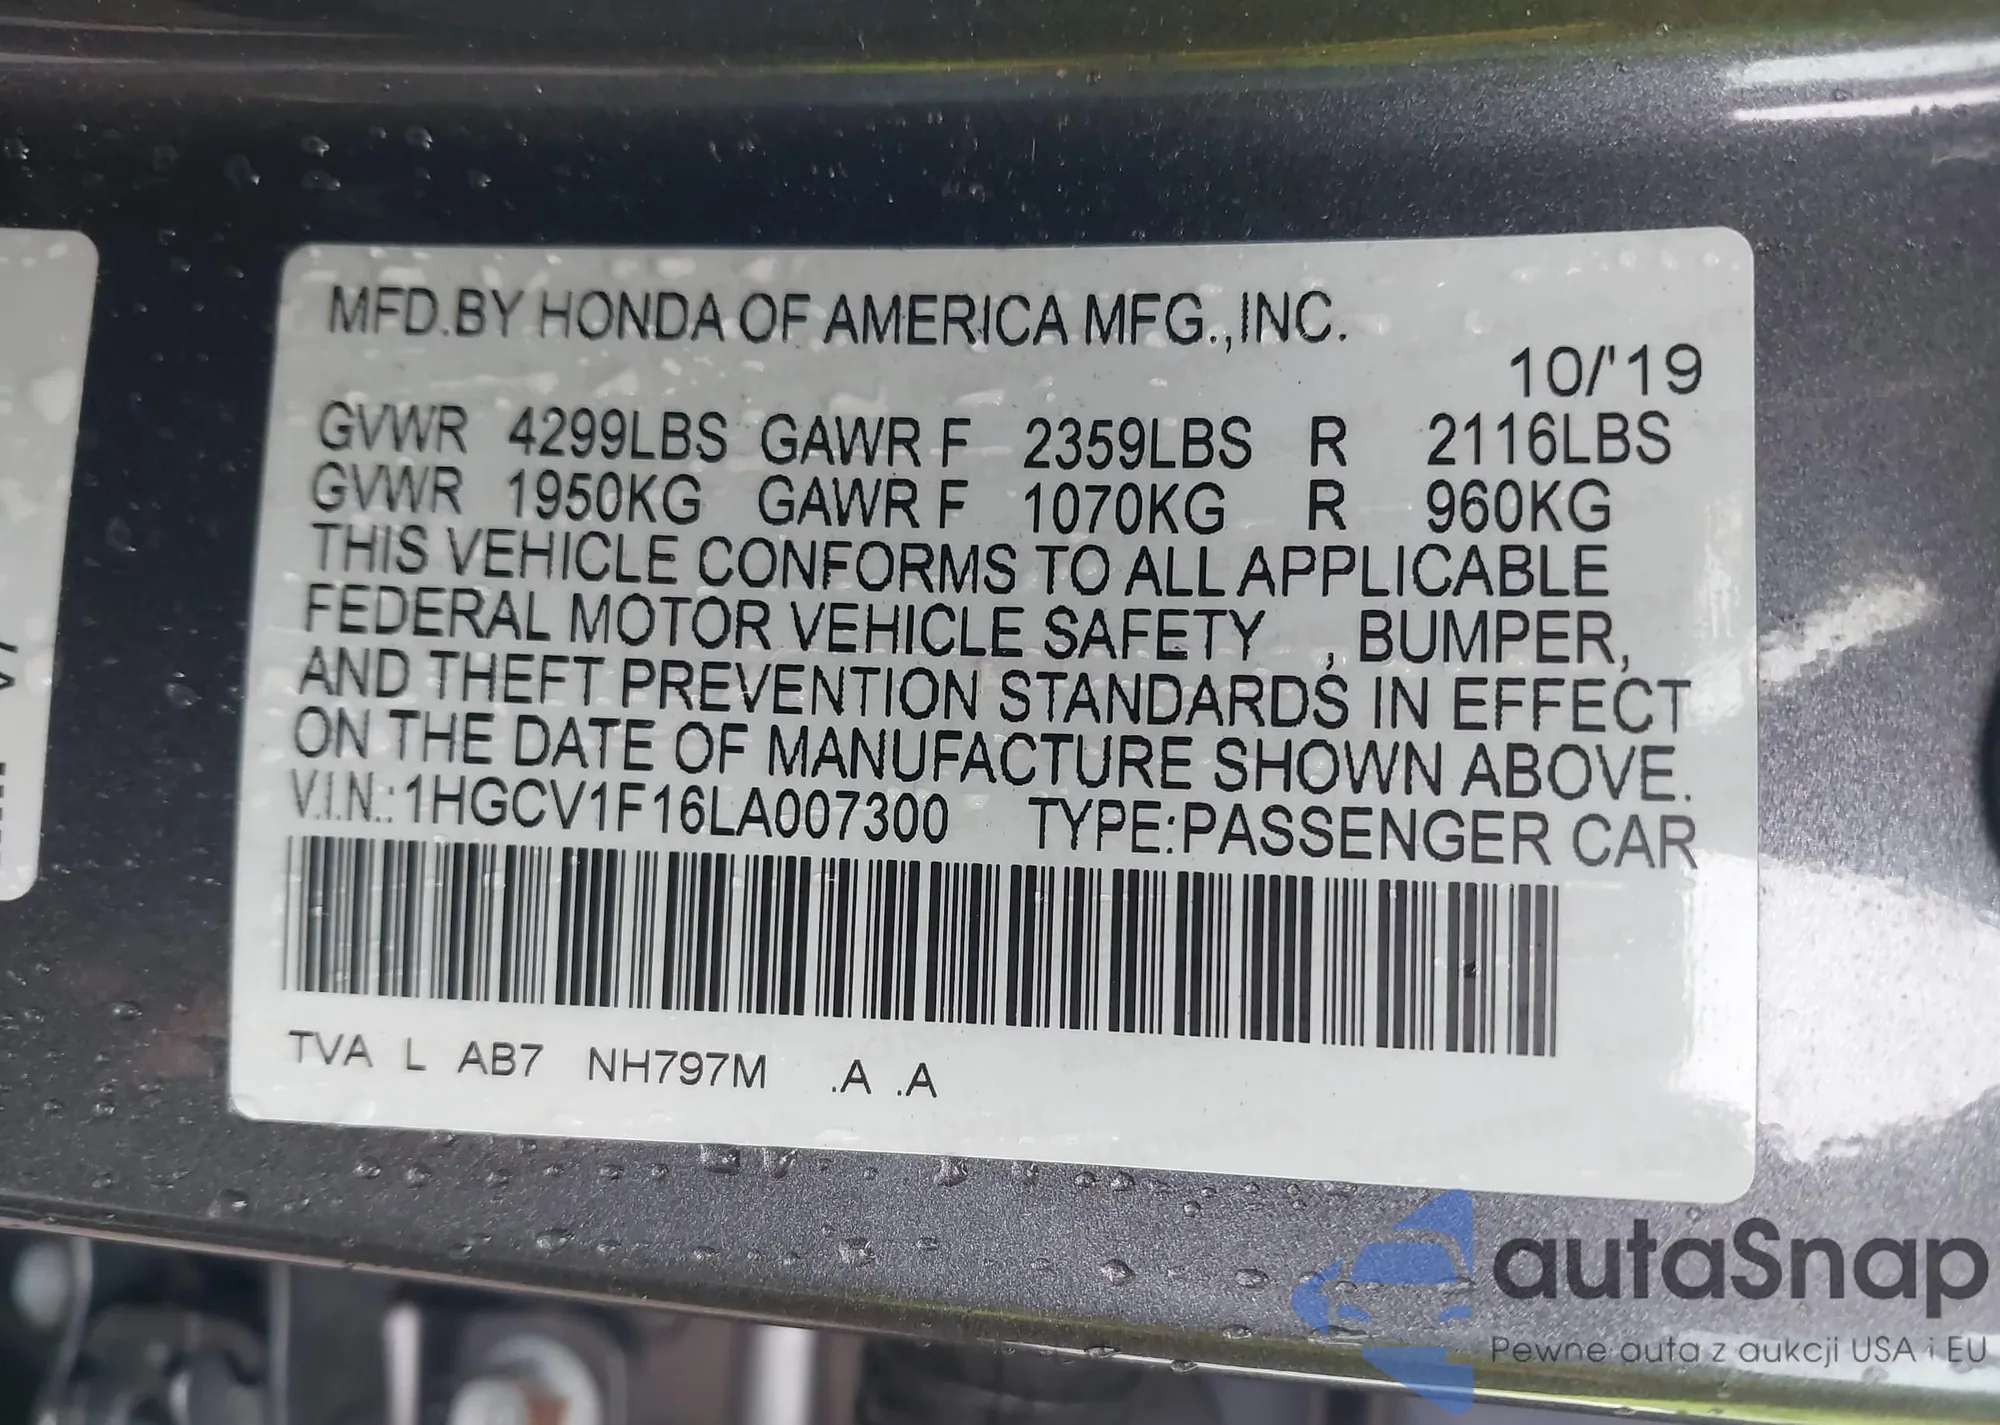 MFD.BY HONDA OF AMERICA MFG.,INC.
10/'19
GVWR 4299LBS GAWR F 2359LBS R 2116LBS
GVWR 1950KG GAWR F 1070KG R 960KG
THIS VEHICLE CONFORMS TO ALL APPLICABLE
FEDERAL MOTOR VEHICLE SAFETY , BUMPER,
AND THEFT PREVENTION STANDARDS IN EFFECT
ON THE DATE OF MANUFACTURE SHOWN ABOVE.
V.I.N.:1HGCV1F16LA007300 TYPE:PASSENGER CAR
TVA L AB7 NH797M .A .A
autaSnap
Pewne auta z aukcji USA i EU